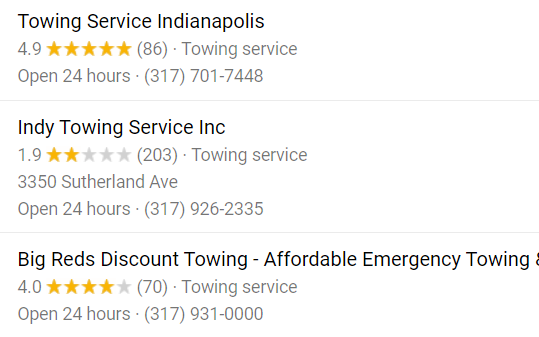 Towing Service Indianapolis
4.9 (86) · Towing service
Open 24 hours · (317) 701-7448
Indy Towing Service Inc
1.9 (203) · Towing service
3350 Sutherland Ave
Open 24 hours · (317) 926-2335
Big Reds Discount Towing - Affordable Emergency Towing &
4.0 (70) · Towing service
Open 24 hours · (317) 931-0000